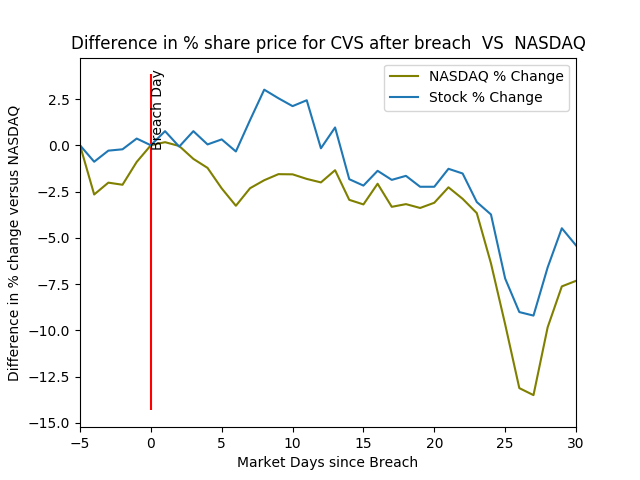 Difference in % share price for CVS after breach  VS  NASDAQ
NASDAQ % Change
Stock % Change
Breach Day
Difference in % change versus NASDAQ
2.5
0.0
−2.5
−5.0
−7.5
−10.0
−12.5
−15.0
−5
0
5
10
15
20
25
30
Market Days since Breach